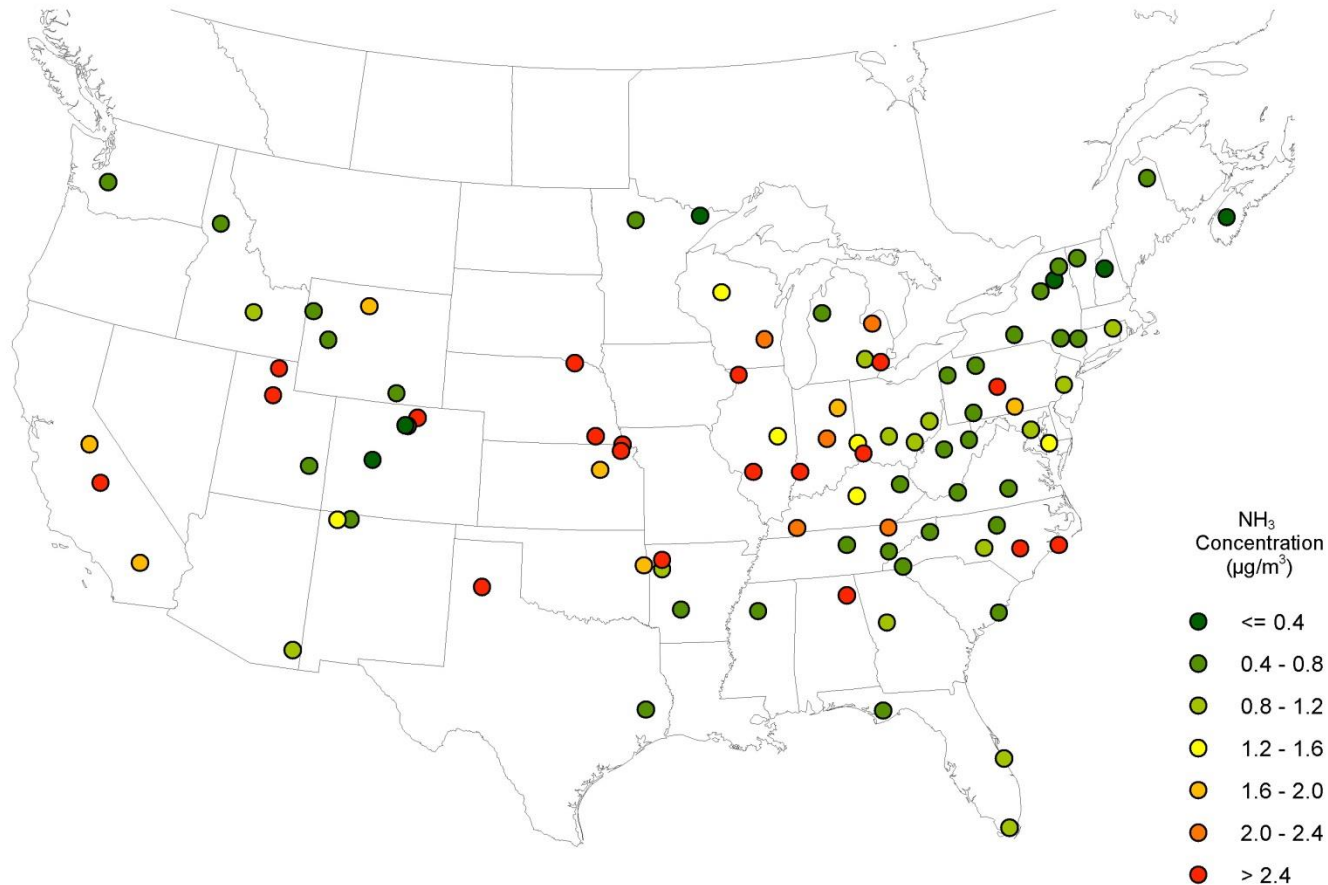 NH₃
Concentration
(µg/m³)
<= 0.4
0.4 - 0.8
0.8 - 1.2
1.2 - 1.6
1.6 - 2.0
2.0 - 2.4
> 2.4